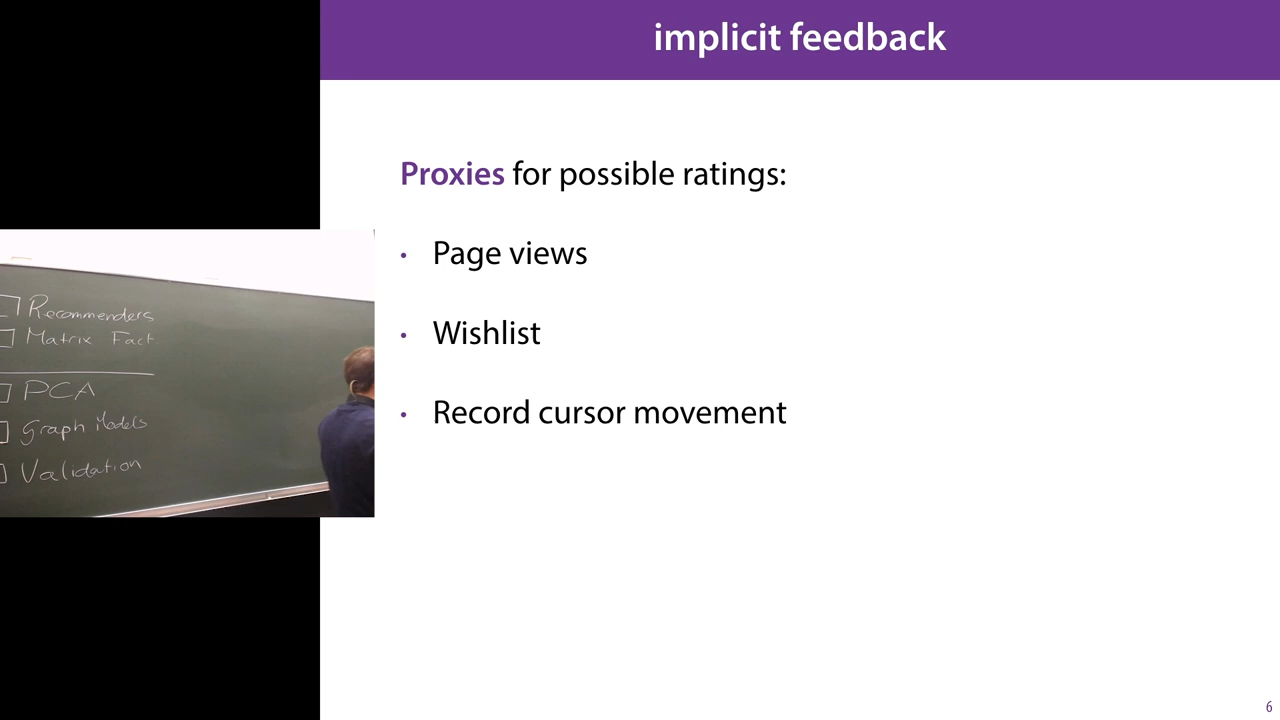 implicit feedback
Proxies for possible ratings:
• Page views
• Wishlist
• Record cursor movement
Recommenders
Matrix Fact
PCA
Graph Models
Validation
6